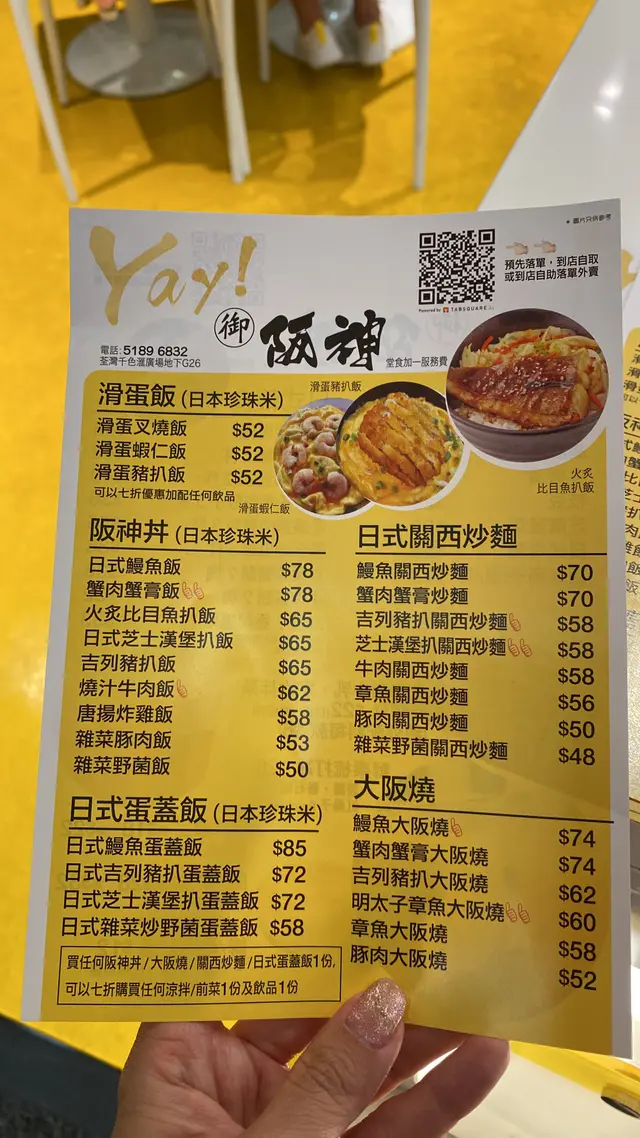 *圖片只供參考
Yay!
預先落單，到店自取
或到店自助落單外賣
Powered by TABSQUARE.ai
御 阪神
電話: 5189 6832
荃灣千色滙廣場地下G26
堂食加一服務費
滑蛋飯 (日本珍珠米)
滑蛋叉燒飯 $52
滑蛋蝦仁飯 $52
滑蛋豬扒飯 $52
可以七折優惠加配任何飲品
滑蛋豬扒飯
滑蛋蝦仁飯
火炙
比目魚扒飯
阪神丼 (日本珍珠米)
日式鰻魚飯 $78
蟹肉蟹膏飯 $78
火炙比目魚扒飯 $65
日式芝士漢堡扒飯 $65
吉列豬扒飯 $65
燒汁牛肉飯 $62
唐揚炸雞飯 $58
雜菜豚肉飯 $53
雜菜野菌飯 $50
日式蛋蓋飯 (日本珍珠米)
日式鰻魚蛋蓋飯 $85
日式吉列豬扒蛋蓋飯 $72
日式芝士漢堡扒蛋蓋飯 $72
日式雜菜炒野菌蛋蓋飯 $58
買任何阪神丼/大阪燒/關西炒麵/日式蛋蓋飯1份,
可以七折購買任何涼拌/前菜1份及飲品1份
日式關西炒麵
鰻魚關西炒麵 $70
蟹肉蟹膏炒麵 $70
吉列豬扒關西炒麵 $58
芝士漢堡扒關西炒麵 $58
牛肉關西炒麵 $58
章魚關西炒麵 $56
豚肉關西炒麵 $50
雜菜野菌關西炒麵 $48
大阪燒
鰻魚大阪燒 $74
蟹肉蟹膏大阪燒 $74
吉列豬扒大阪燒 $62
明太子章魚大阪燒 $60
章魚大阪燒 $58
豚肉大阪燒 $52